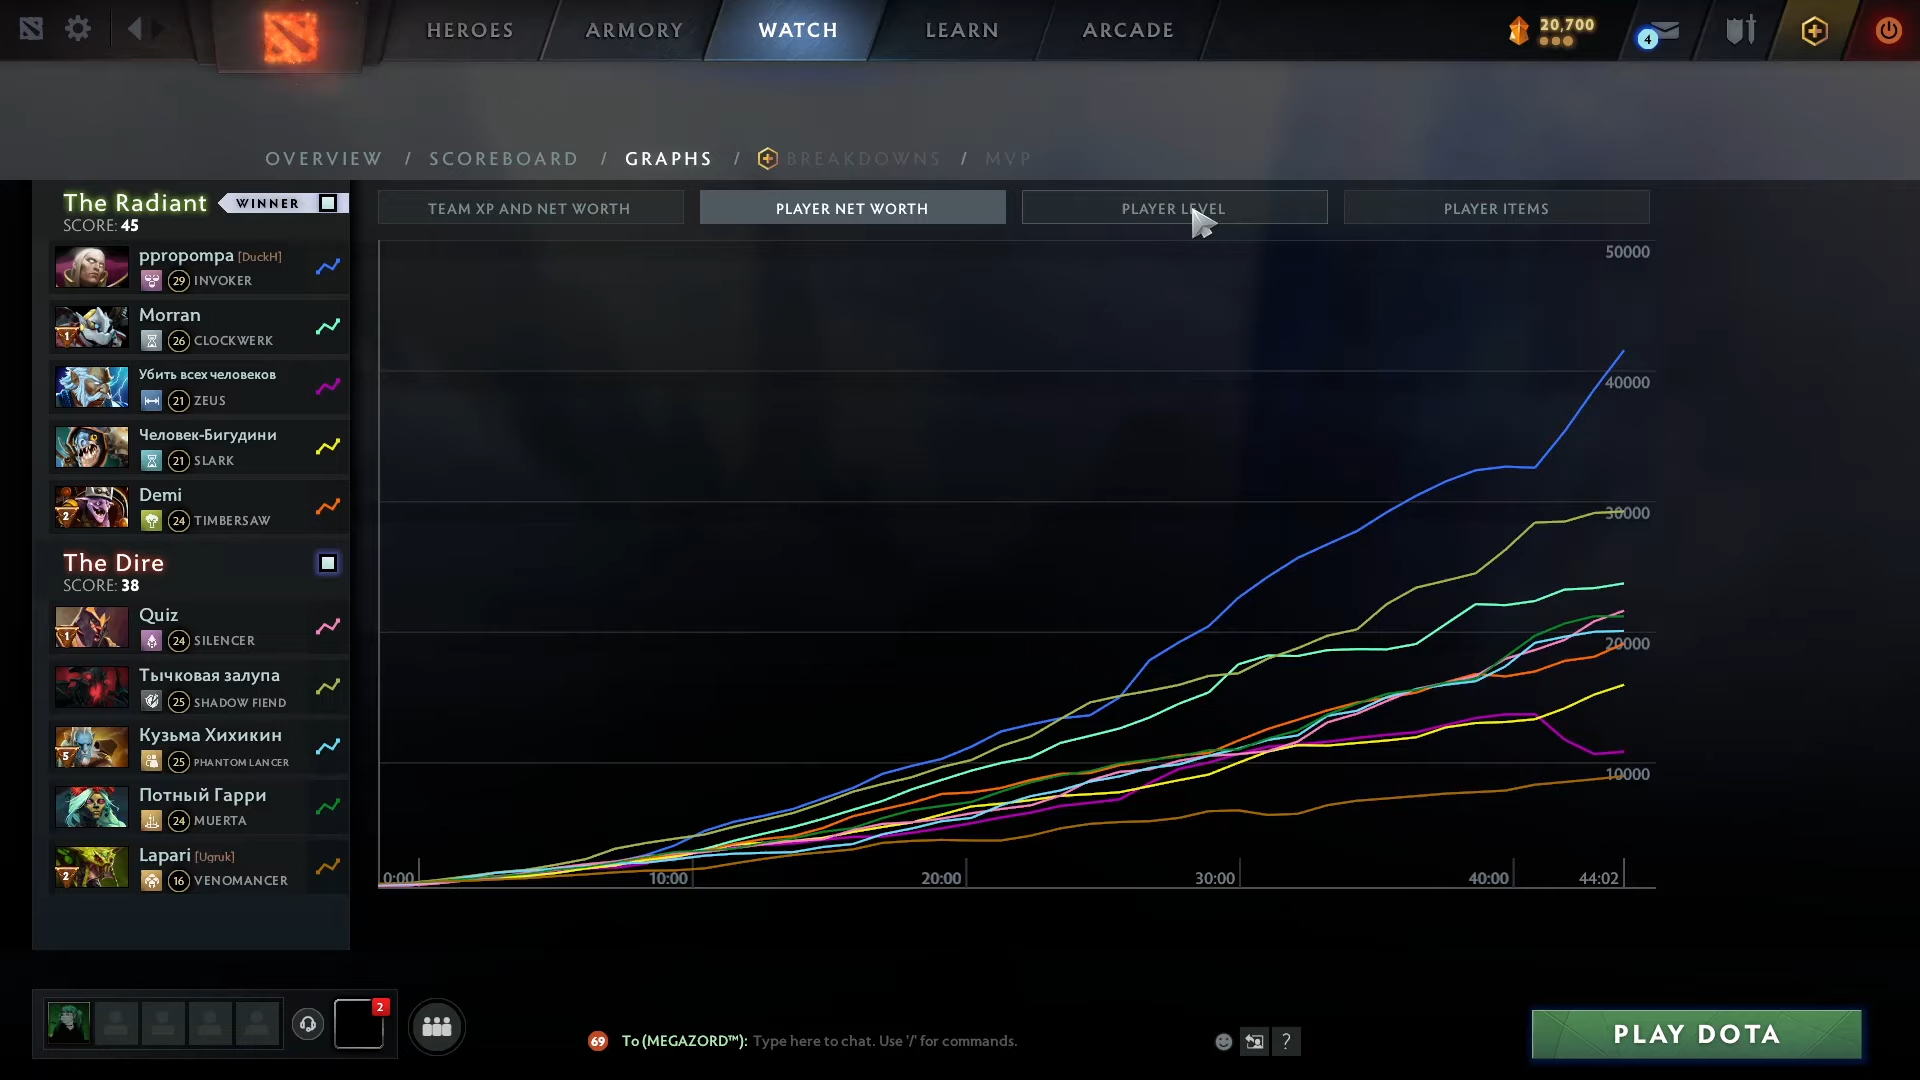 HEROES
ARMORY
WATCH
LEARN
ARCADE
20,700
4
OVERVIEW / SCOREBOARD / GRAPHS / BREAKDOWNS / MVP
The Radiant
WINNER
SCORE: 45
ppropompa [DuckH]
29 INVOKER
Morran
1
26 CLOCKWERK
Убить всех человеков
21 ZEUS
Человек-Бигудини
21 SLARK
Demi
2
24 TIMBERSAW
The Dire
SCORE: 38
Quiz
1
24 SILENCER
Тычковая залупа
25 SHADOW FIEND
Кузьма Хихикин
5
25 PHANTOM LANCER
Потный Гарри
24 MUERTA
Lapari [Ugruk]
2
16 VENOMANCER
TEAM XP AND NET WORTH
PLAYER NET WORTH
PLAYER LEVEL
PLAYER ITEMS
50000
40000
30000
20000
10000
0:00
10:00
20:00
30:00
40:00
44:02
2
69
To (MEGAZORD™): Type here to chat. Use '/' for commands.
?
PLAY DOTA